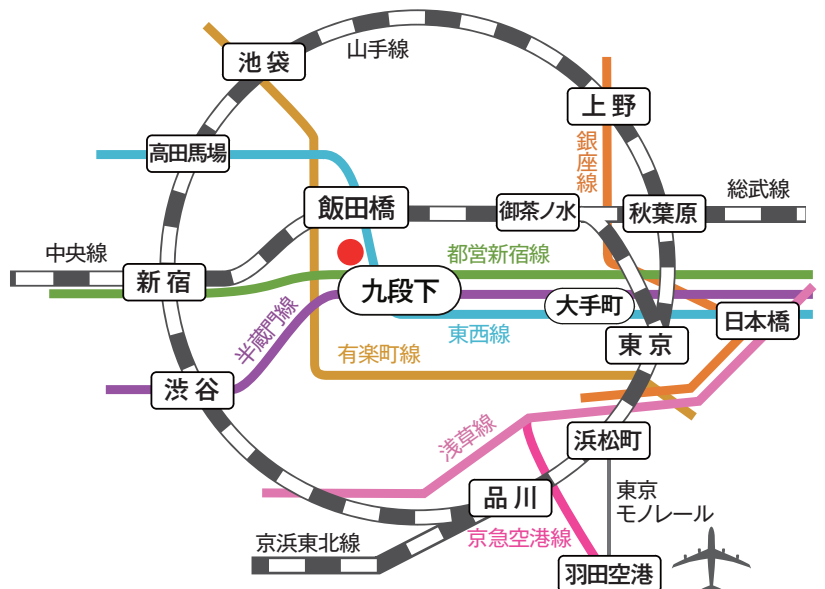 山手線
池袋
上野
高田馬場
銀座線
総武線
飯田橋
御茶ノ水
秋葉原
中央線
都営新宿線
新宿
九段下
大手町
日本橋
半蔵門線
東西線
東京
有楽町線
渋谷
浅草線
浜松町
品川
東京
モノレール
京浜東北線
京急空港線
羽田空港